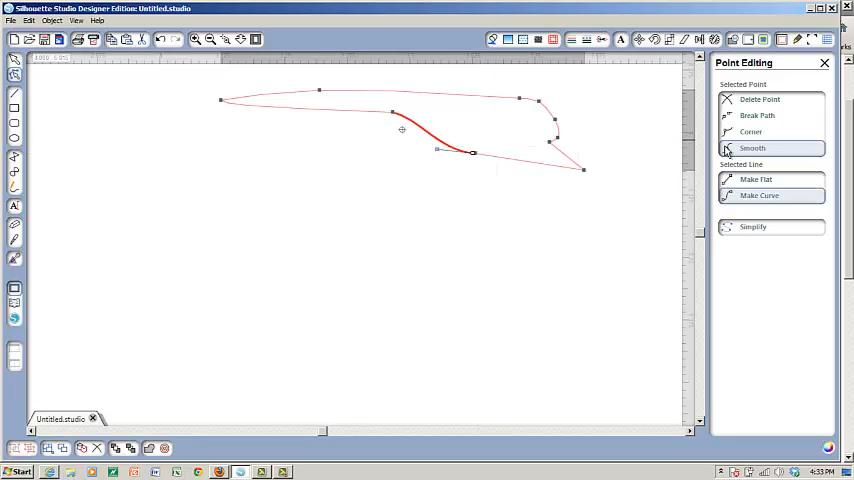 Silhouette Studio Designer Edition: Untitled.studio
File Edit Object View Help
Point Editing
Selected Point
Delete Point
Break Path
Corner
Smooth
Selected Line
Make Flat
Make Curve
Simplify
Untitled.studio
Start
4:33 PM